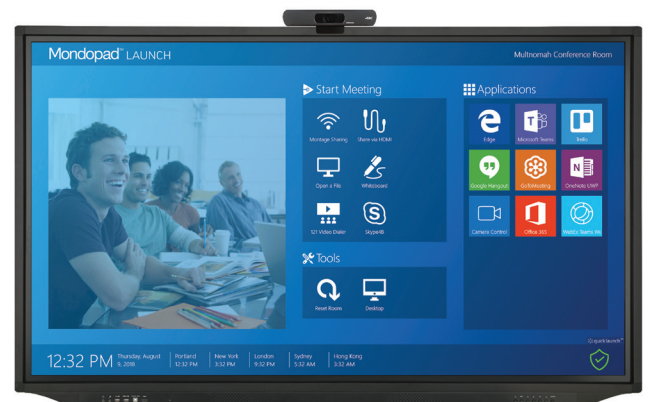 Mondopad™ LAUNCH
Multnomah Conference Room
Start Meeting
Montage Sharing
Share via HDMI
Open a File
Whiteboard
S21 Video Dialer
Skype4B
Tools
Reset Room
Desktop
Applications
Edge
Microsoft Teams
Trello
Google Hangout
GoToMeeting
OneNote UWP
Camera Control
Office 365
WebEx Teams
quicklaunch™
12:32 PM
Thursday, August
9, 2018
Portland
12:32 PM
New York
3:32 PM
London
9:32 PM
Sydney
5:32 AM
Hong Kong
3:32 AM